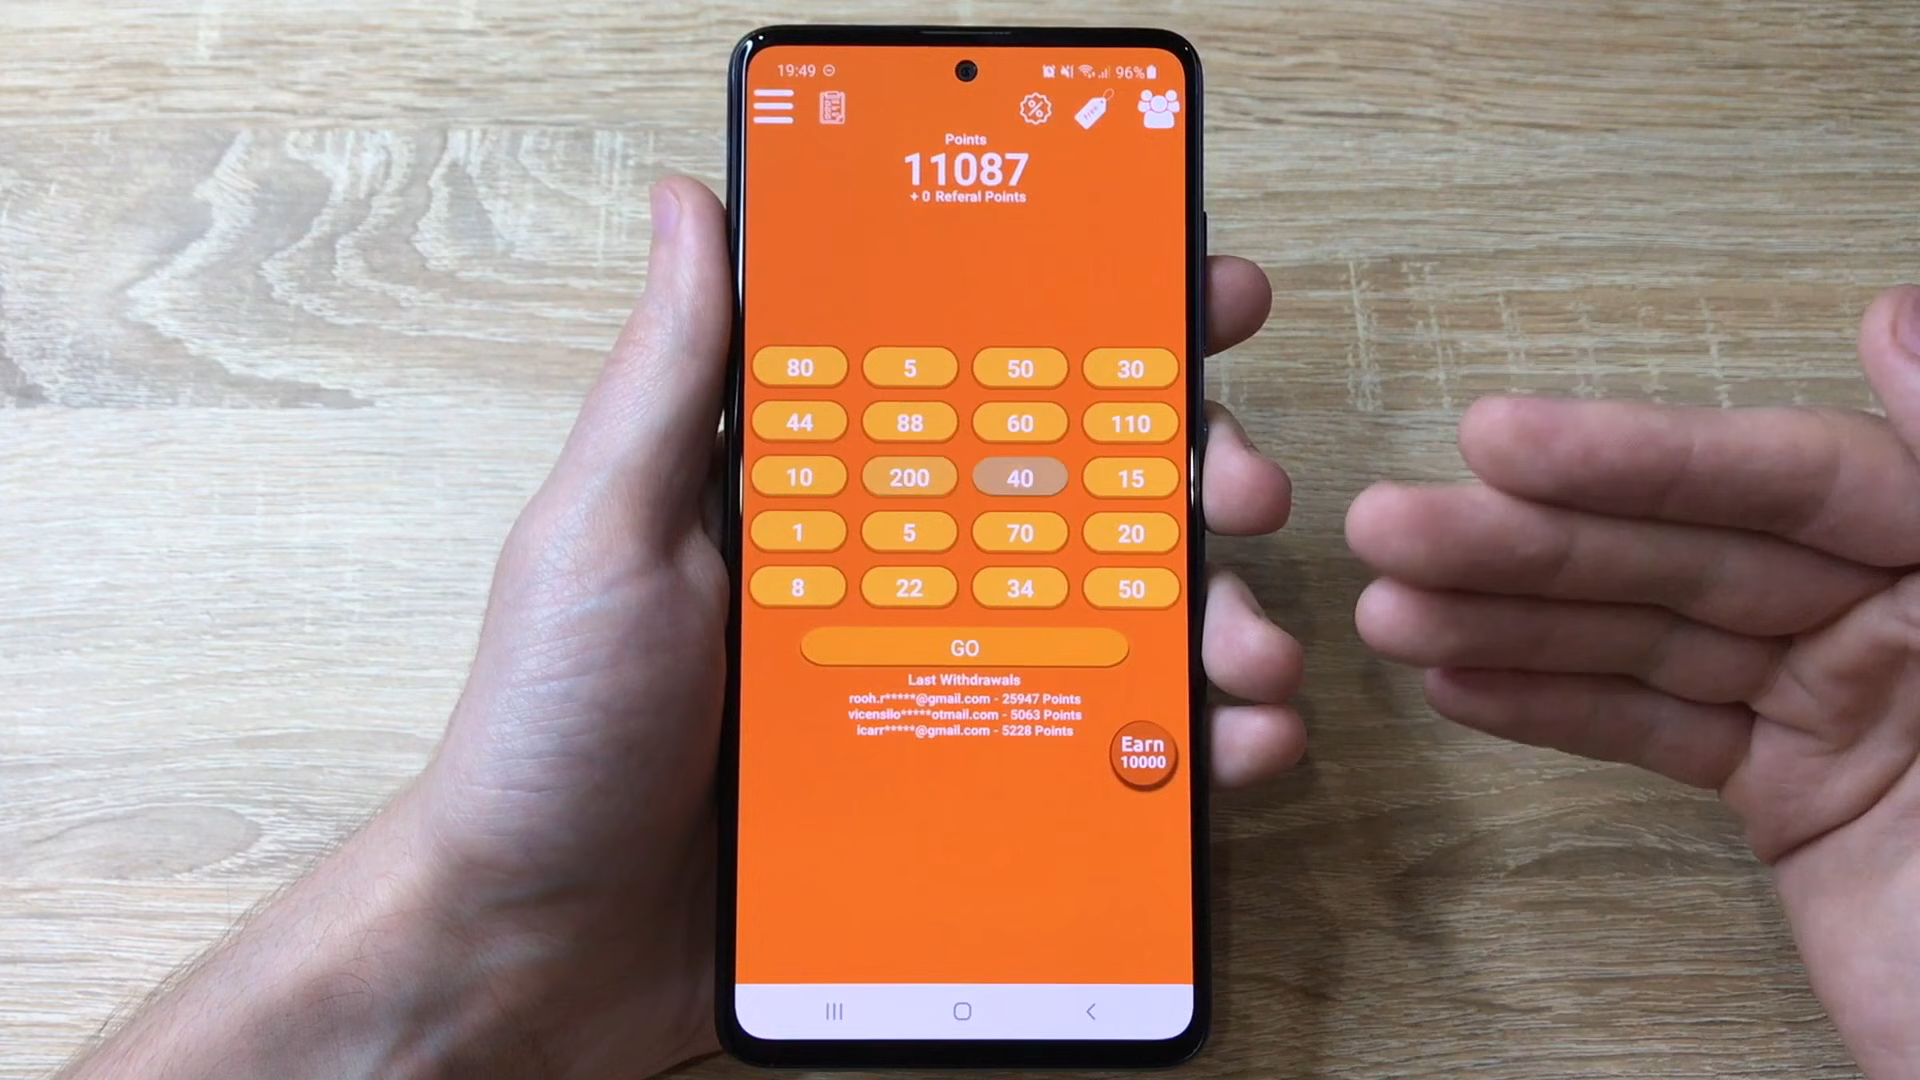 19:49 96%
Points
11087
+ 0 Referal Points
80 5 50 30
44 88 60 110
10 200 40 15
1 5 70 20
8 22 34 50
GO
Last Withdrawals
rooh.r*****@gmail.com - 25947 Points
vicensilo*****otmail.com - 5063 Points
icarr*****@gmail.com - 5228 Points
Earn
10000